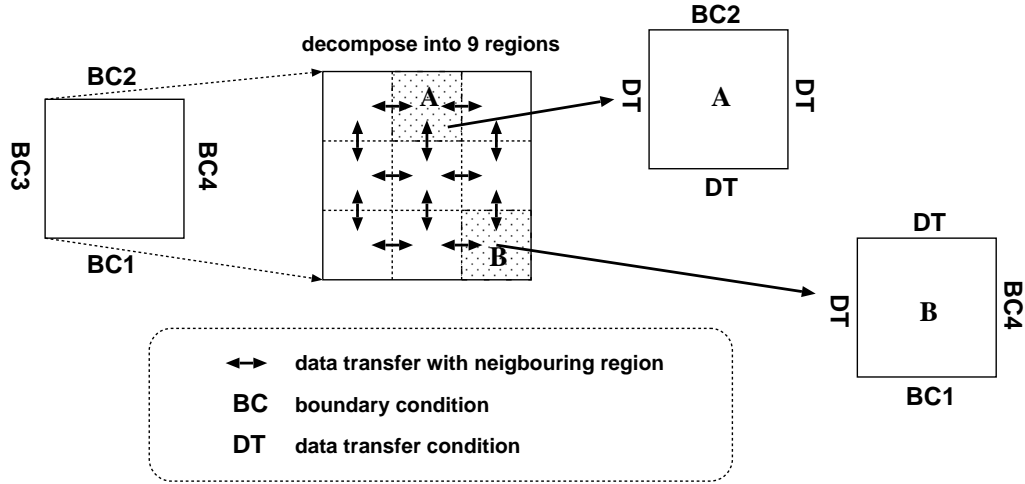 decompose into 9 regions
BC2
BC3
BC4
BC1
A
B
BC2
DT
A
DT
DT
DT
DT
B
BC4
BC1
data transfer with neigbouring region
BC boundary condition
DT data transfer condition